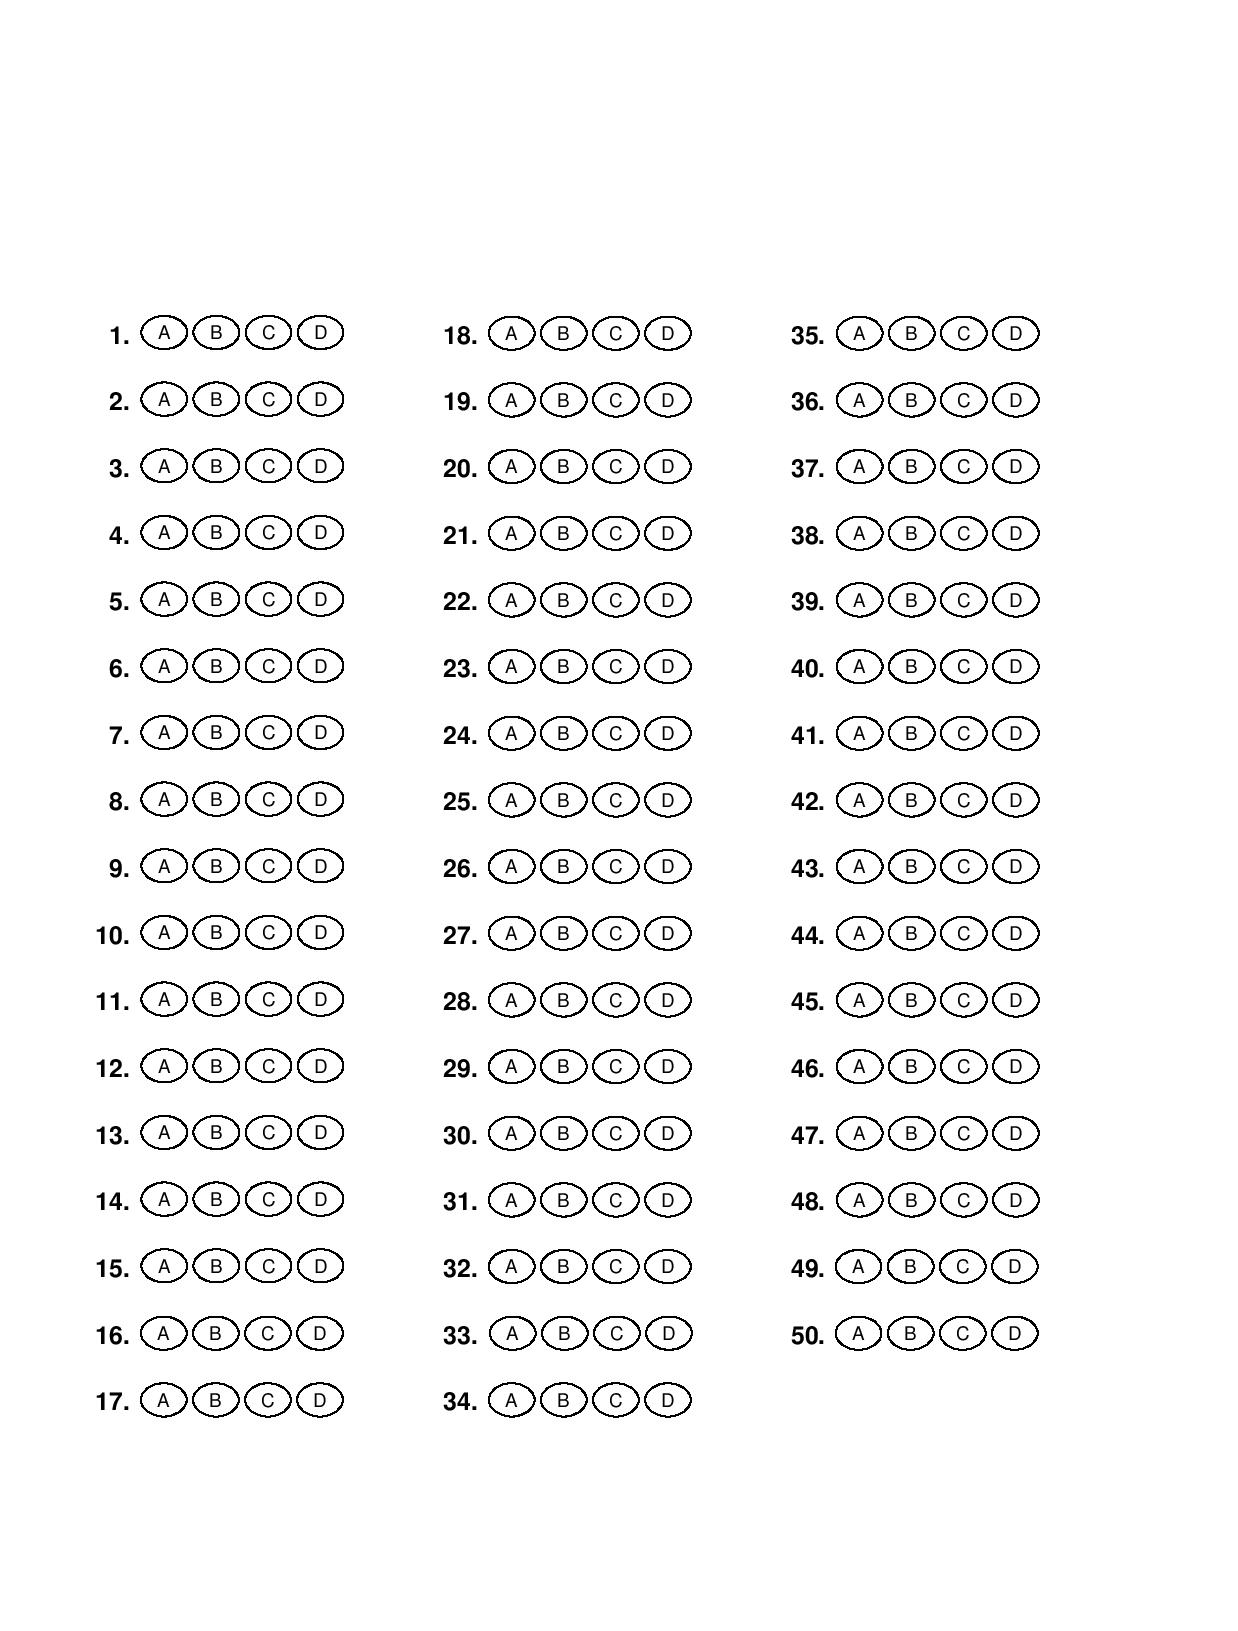 1. A B C D
2. A B C D
3. A B C D
4. A B C D
5. A B C D
6. A B C D
7. A B C D
8. A B C D
9. A B C D
10. A B C D
11. A B C D
12. A B C D
13. A B C D
14. A B C D
15. A B C D
16. A B C D
17. A B C D
18. A B C D
19. A B C D
20. A B C D
21. A B C D
22. A B C D
23. A B C D
24. A B C D
25. A B C D
26. A B C D
27. A B C D
28. A B C D
29. A B C D
30. A B C D
31. A B C D
32. A B C D
33. A B C D
34. A B C D
35. A B C D
36. A B C D
37. A B C D
38. A B C D
39. A B C D
40. A B C D
41. A B C D
42. A B C D
43. A B C D
44. A B C D
45. A B C D
46. A B C D
47. A B C D
48. A B C D
49. A B C D
50. A B C D